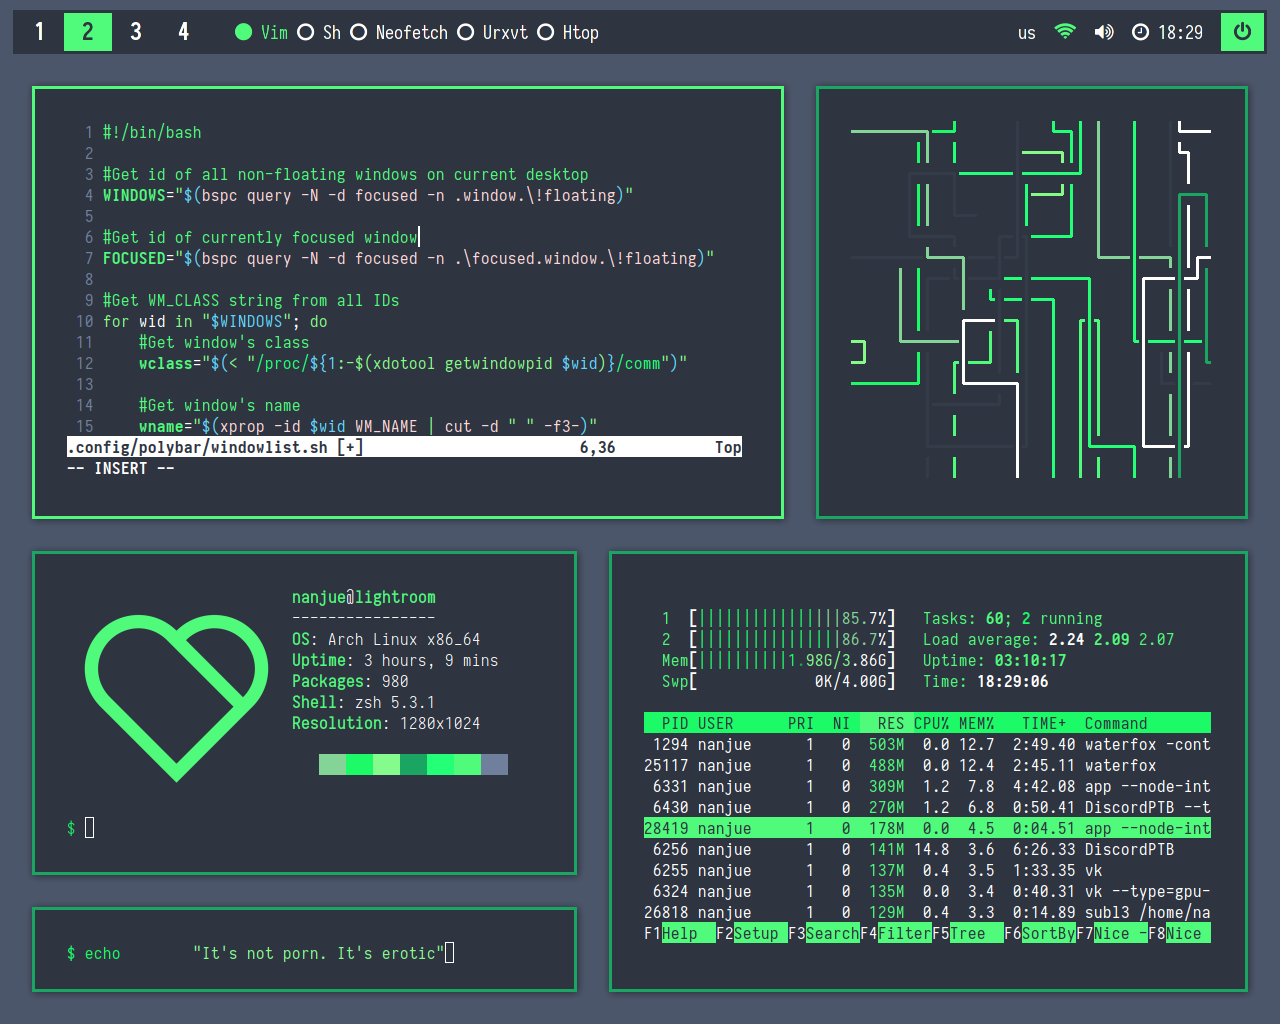 1 2 3 4 Vim Sh Neofetch Urxvt Htop us 18:29
1 #!/bin/bash
2
3 #Get id of all non-floating windows on current desktop
4 WINDOWS="$(bspc query -N -d focused -n .window.\!floating)"
5
6 #Get id of currently focused window
7 FOCUSED="$(bspc query -N -d focused -n .\focused.window.\!floating)"
8
9 #Get WM_CLASS string from all IDs
10 for wid in "$WINDOWS"; do
11     #Get window's class
12     wclass="$(< "/proc/${1:-$(xdotool getwindowpid $wid)}/comm")"
13
14     #Get window's name
15     wname="$(xprop -id $wid WM_NAME | cut -d " " -f3-)"
.config/polybar/windowlist.sh [+] 6,36 Top
-- INSERT --
nanjue@lightroom
----------------
OS: Arch Linux x86_64
Uptime: 3 hours, 9 mins
Packages: 980
Shell: zsh 5.3.1
Resolution: 1280x1024
$
$ echo "It's not porn. It's erotic"
1 [||||||||||||||||85.7%] Tasks: 60; 2 running
2 [||||||||||||||||86.7%] Load average: 2.24 2.09 2.07
Mem[||||||||||1.98G/3.86G] Uptime: 03:10:17
Swp[ 0K/4.00G] Time: 18:29:06
PID USER PRI NI RES CPU% MEM% TIME+ Command
1294 nanjue 1 0 503M 0.0 12.7 2:49.40 waterfox -cont
25117 nanjue 1 0 488M 0.0 12.4 2:45.11 waterfox
6331 nanjue 1 0 309M 1.2 7.8 4:42.08 app --node-int
6430 nanjue 1 0 270M 1.2 6.8 0:50.41 DiscordPTB --t
28419 nanjue 1 0 178M 0.0 4.5 0:04.51 app --node-int
6256 nanjue 1 0 141M 14.8 3.6 6:26.33 DiscordPTB
6255 nanjue 1 0 137M 0.4 3.5 1:33.35 vk
6324 nanjue 1 0 135M 0.0 3.4 0:40.31 vk --type=gpu-
26818 nanjue 1 0 129M 0.4 3.3 0:14.89 subl3 /home/na
F1Help F2Setup F3SearchF4FilterF5Tree F6SortByF7Nice -F8Nice